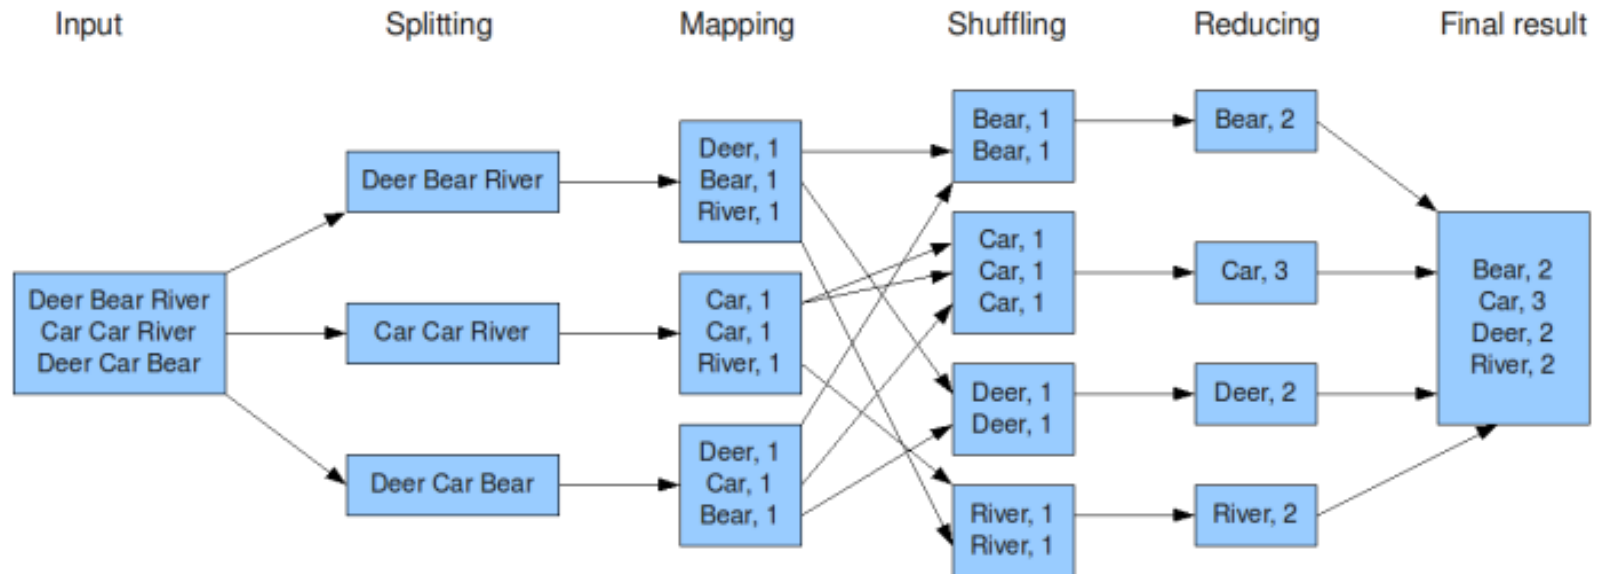 Input
Splitting
Mapping
Shuffling
Reducing
Final result
Deer Bear River
Car Car River
Deer Car Bear
Deer Bear River
Car Car River
Deer Car Bear
Deer, 1
Bear, 1
River, 1
Car, 1
Car, 1
River, 1
Deer, 1
Car, 1
Bear, 1
Bear, 1
Bear, 1
Car, 1
Car, 1
Car, 1
Deer, 1
Deer, 1
River, 1
River, 1
Bear, 2
Car, 3
Deer, 2
River, 2
Bear, 2
Car, 3
Deer, 2
River, 2